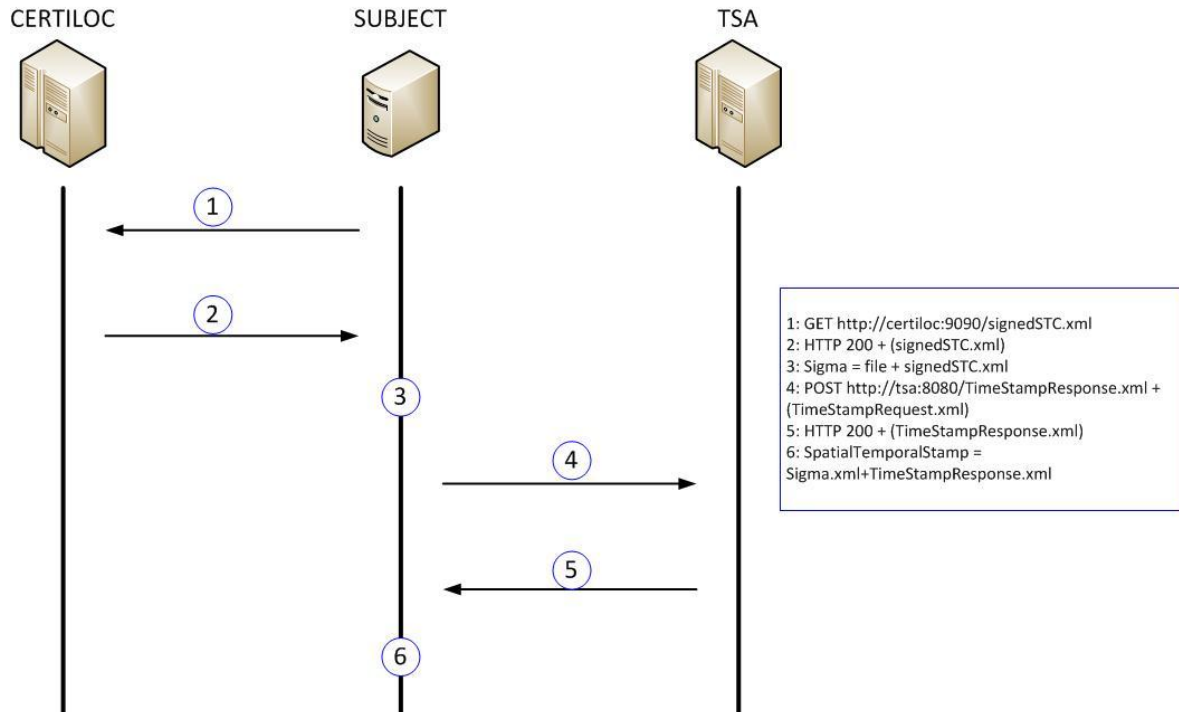 CERTILOC
SUBJECT
TSA
1
2
3
4
5
6
1: GET http://certiloc:9090/signedSTC.xml
2: HTTP 200 + (signedSTC.xml)
3: Sigma = file + signedSTC.xml
4: POST http://tsa:8080/TimeStampResponse.xml +
(TimeStampRequest.xml)
5: HTTP 200 + (TimeStampResponse.xml)
6: SpatialTemporalStamp =
Sigma.xml+TimeStampResponse.xml